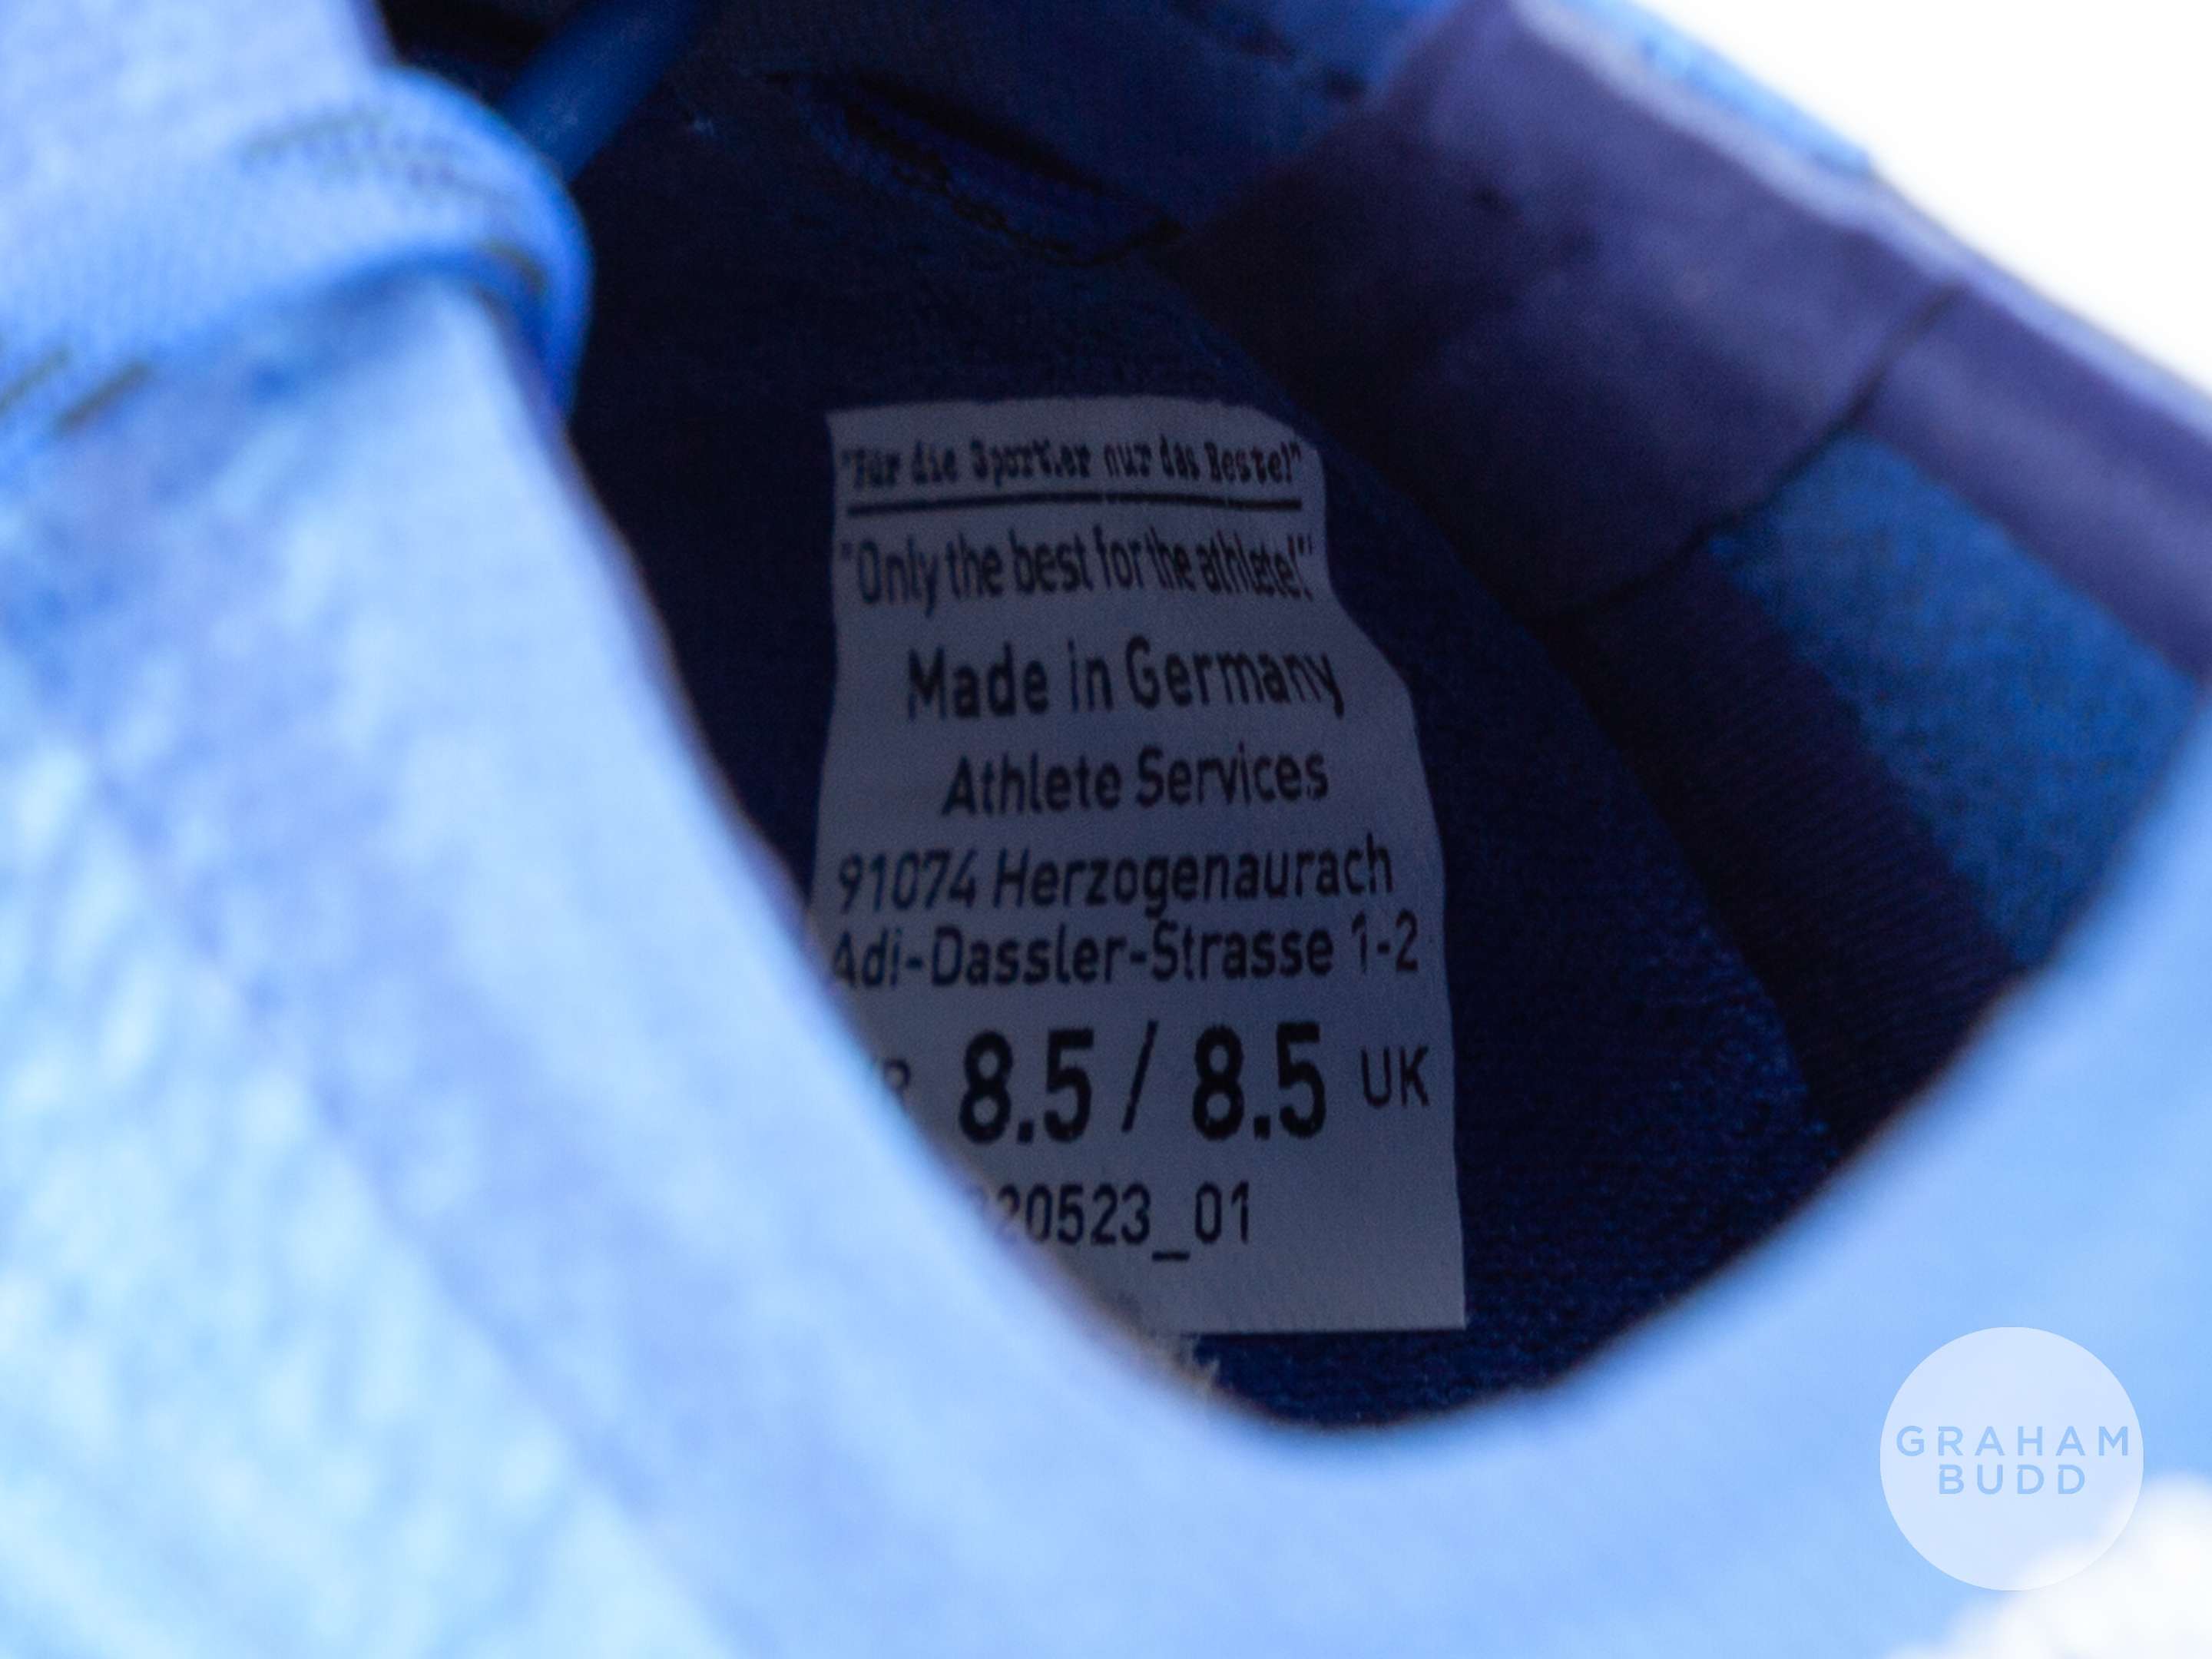 "Für die Sportler nur das Beste!"
"Only the best for the athlete!"
Made in Germany
Athlete Services
91074 Herzogenaurach
Adi-Dassler-Strasse 1-2
8.5 / 8.5 UK
20523_01
GRAHAM
BUDD